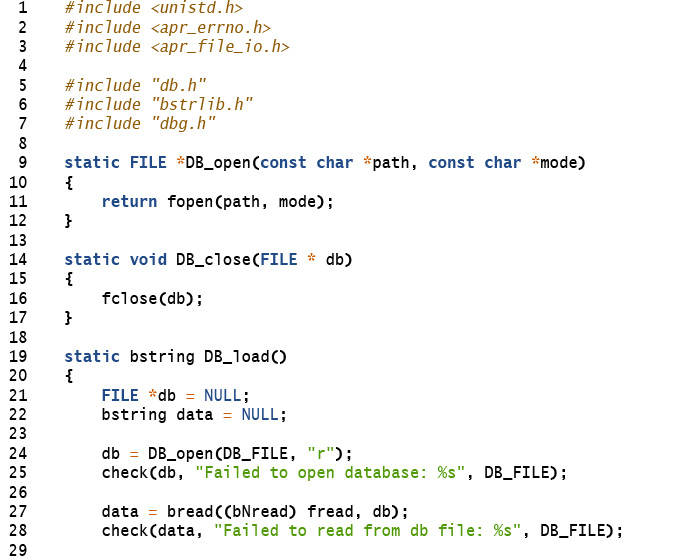 1 #include <unistd.h>
2 #include <apr_errno.h>
3 #include <apr_file_io.h>
4
5 #include "db.h"
6 #include "bstrlib.h"
7 #include "dbg.h"
8
9 static FILE *DB_open(const char *path, const char *mode)
10 {
11     return fopen(path, mode);
12 }
13
14 static void DB_close(FILE * db)
15 {
16     fclose(db);
17 }
18
19 static bstring DB_load()
20 {
21     FILE *db = NULL;
22     bstring data = NULL;
23
24     db = DB_open(DB_FILE, "r");
25     check(db, "Failed to open database: %s", DB_FILE);
26
27     data = bread((bNread) fread, db);
28     check(data, "Failed to read from db file: %s", DB_FILE);
29